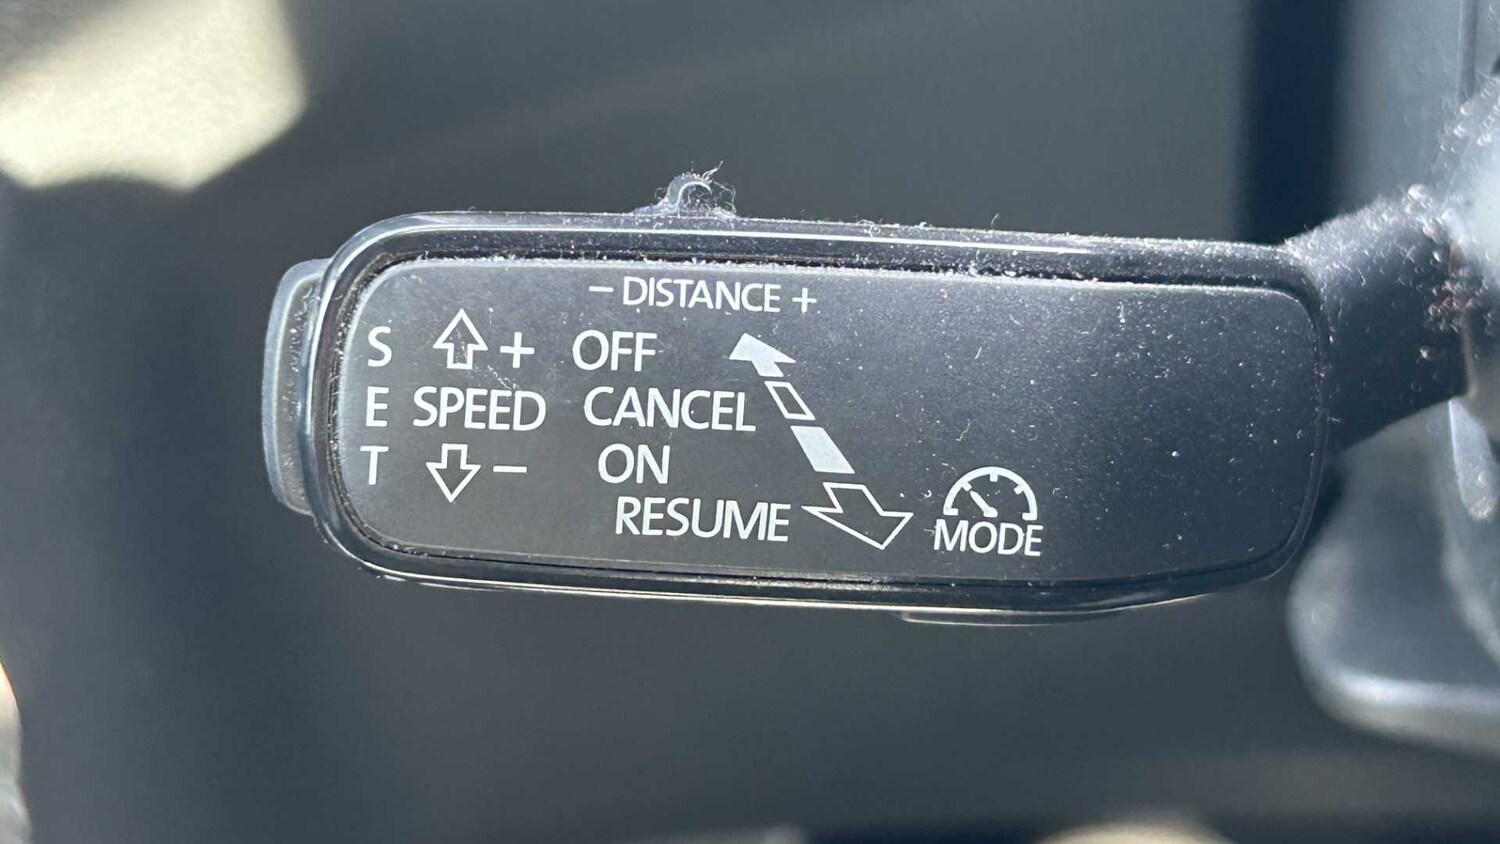 − DISTANCE +
S + OFF
E SPEED CANCEL
T − ON
RESUME
MODE